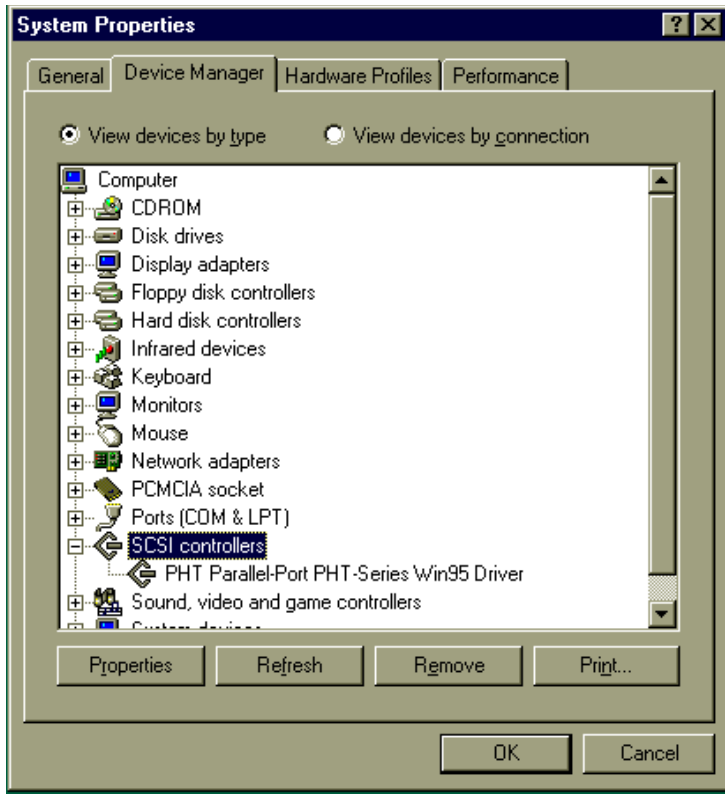 System Properties
General Device Manager Hardware Profiles Performance
View devices by type View devices by connection
Computer
CDROM
Disk drives
Display adapters
Floppy disk controllers
Hard disk controllers
Infrared devices
Keyboard
Monitors
Mouse
Network adapters
PCMCIA socket
Ports (COM & LPT)
SCSI controllers
PHT Parallel-Port PHT-Series Win95 Driver
Sound, video and game controllers
System devices
Properties Refresh Remove Print...
OK Cancel